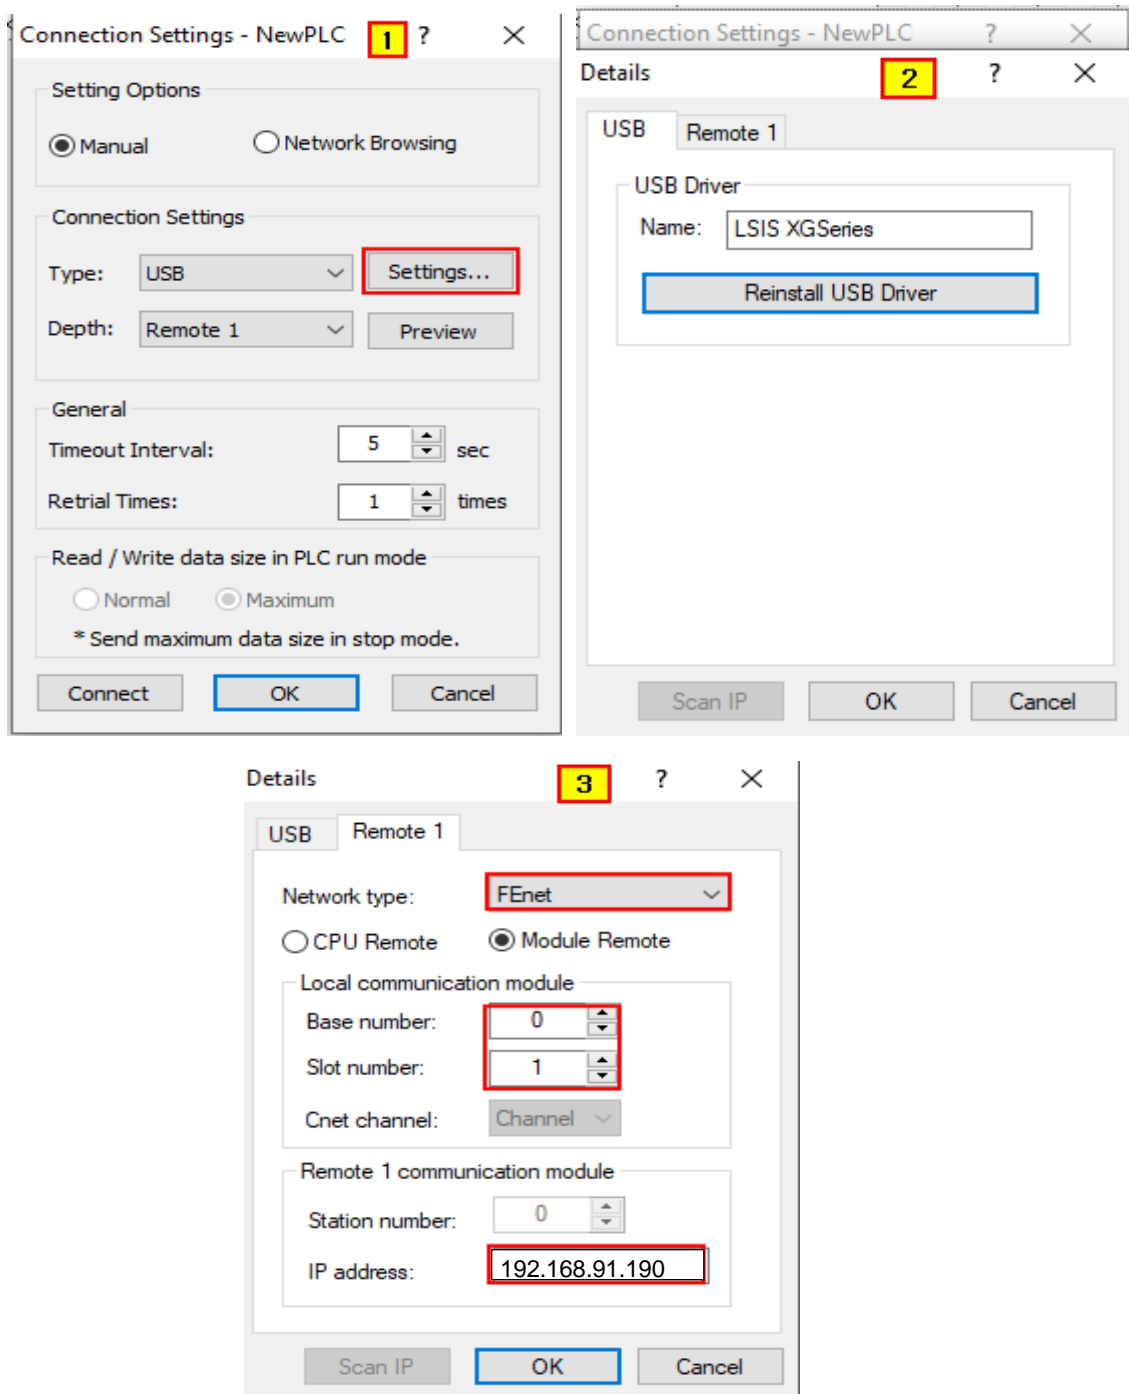 Connection Settings - NewPLC 1 ? ×
Setting Options
Manual Network Browsing
Connection Settings
Type: USB Settings...
Depth: Remote 1 Preview
General
Timeout Interval: 5 sec
Retrial Times: 1 times
Read / Write data size in PLC run mode
Normal Maximum
* Send maximum data size in stop mode.
Connect OK Cancel
Connection Settings - NewPLC ? ×
Details 2 ? ×
USB Remote 1
USB Driver
Name: LSIS XGSeries
Reinstall USB Driver
Scan IP OK Cancel
Details 3 ? ×
USB Remote 1
Network type: FEnet
CPU Remote Module Remote
Local communication module
Base number: 0
Slot number: 1
Cnet channel: Channel
Remote 1 communication module
Station number: 0
IP address: 192.168.91.190
Scan IP OK Cancel